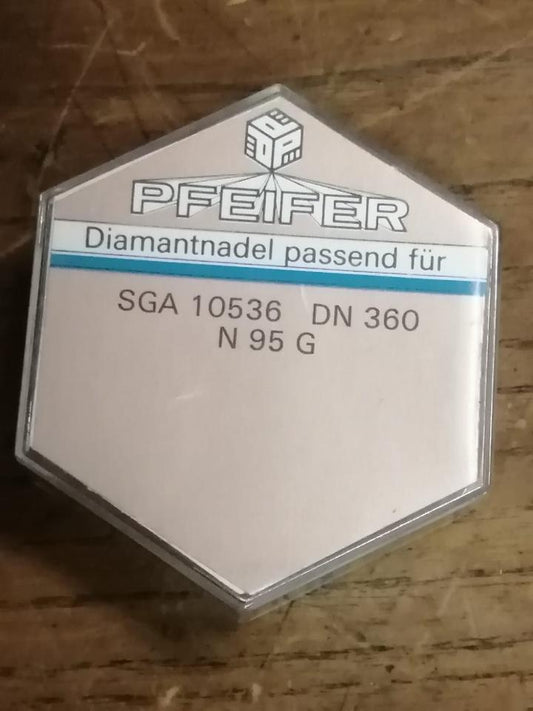 PFEIFER
Diamantnadel passend für
SGA 10536 DN 360
N 95 G